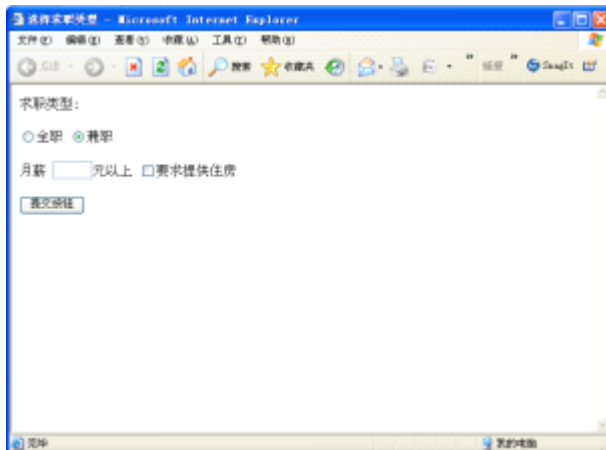 选择求职类型 - Microsoft Internet Explorer
文件(F) 编辑(E) 查看(V) 收藏(A) 工具(T) 帮助(H)
搜索 收藏夹 SnagIt
求职类型:
全职 兼职
月薪 元以上 要求提供住房
提交按钮
完毕 我的电脑